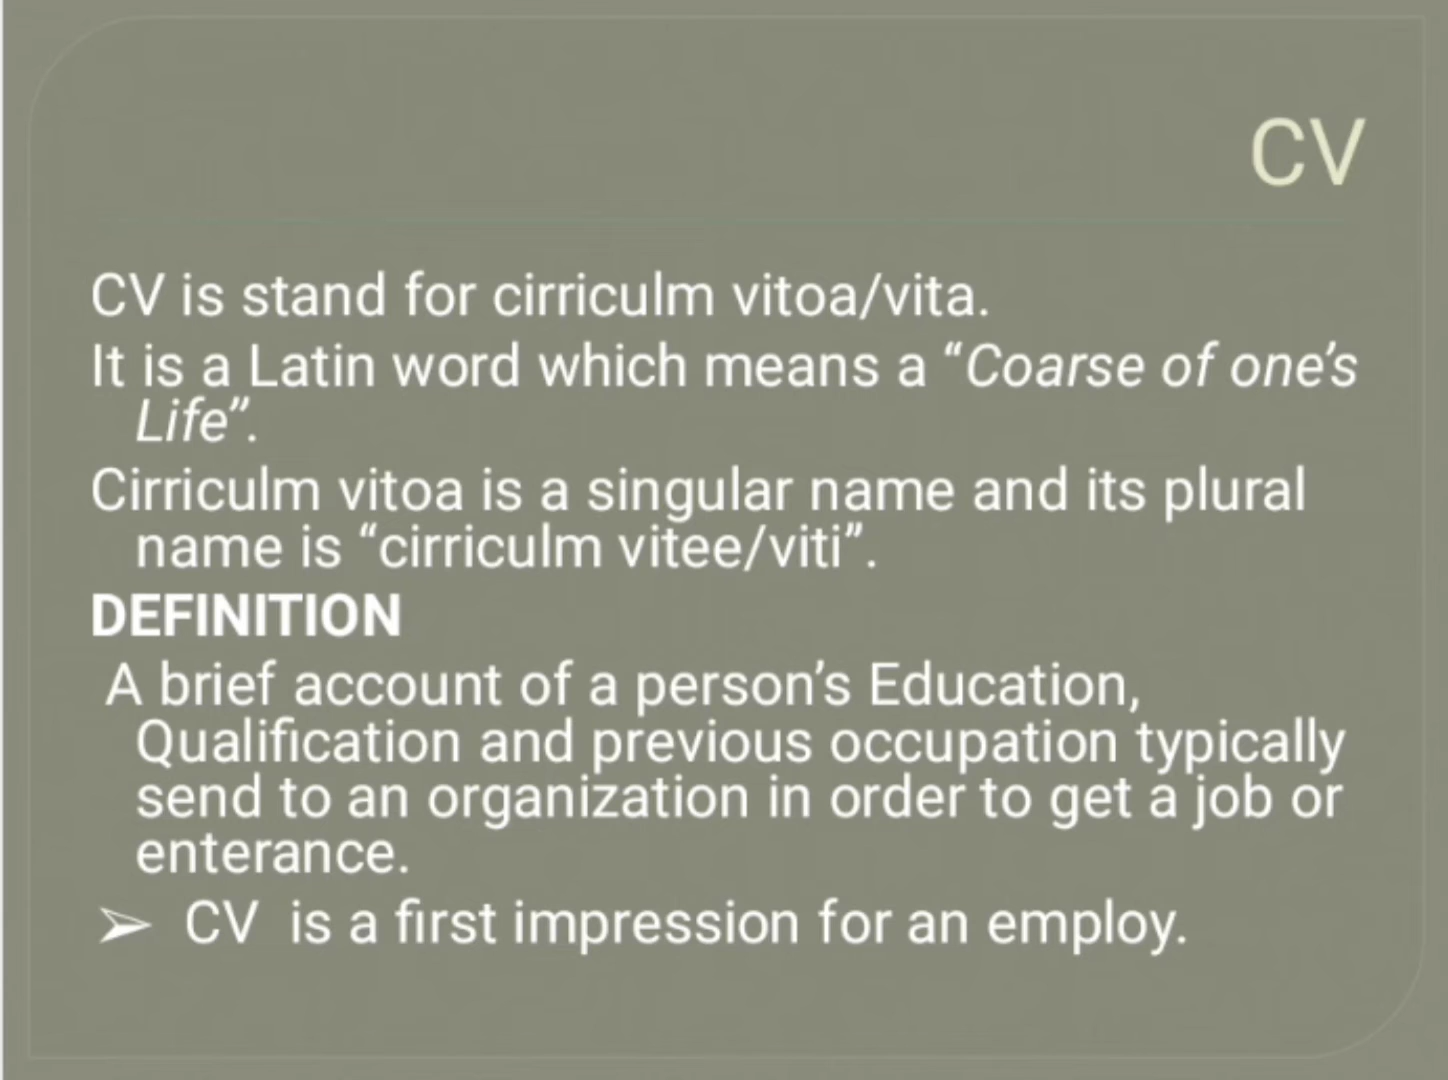 CV
CV is stand for cirriculm vitoa/vita.
It is a Latin word which means a “Coarse of one’s
Life”.
Cirriculm vitoa is a singular name and its plural
name is “cirriculm vitee/viti”.
DEFINITION
A brief account of a person’s Education,
Qualification and previous occupation typically
send to an organization in order to get a job or
enterance.
➢ CV is a first impression for an employ.